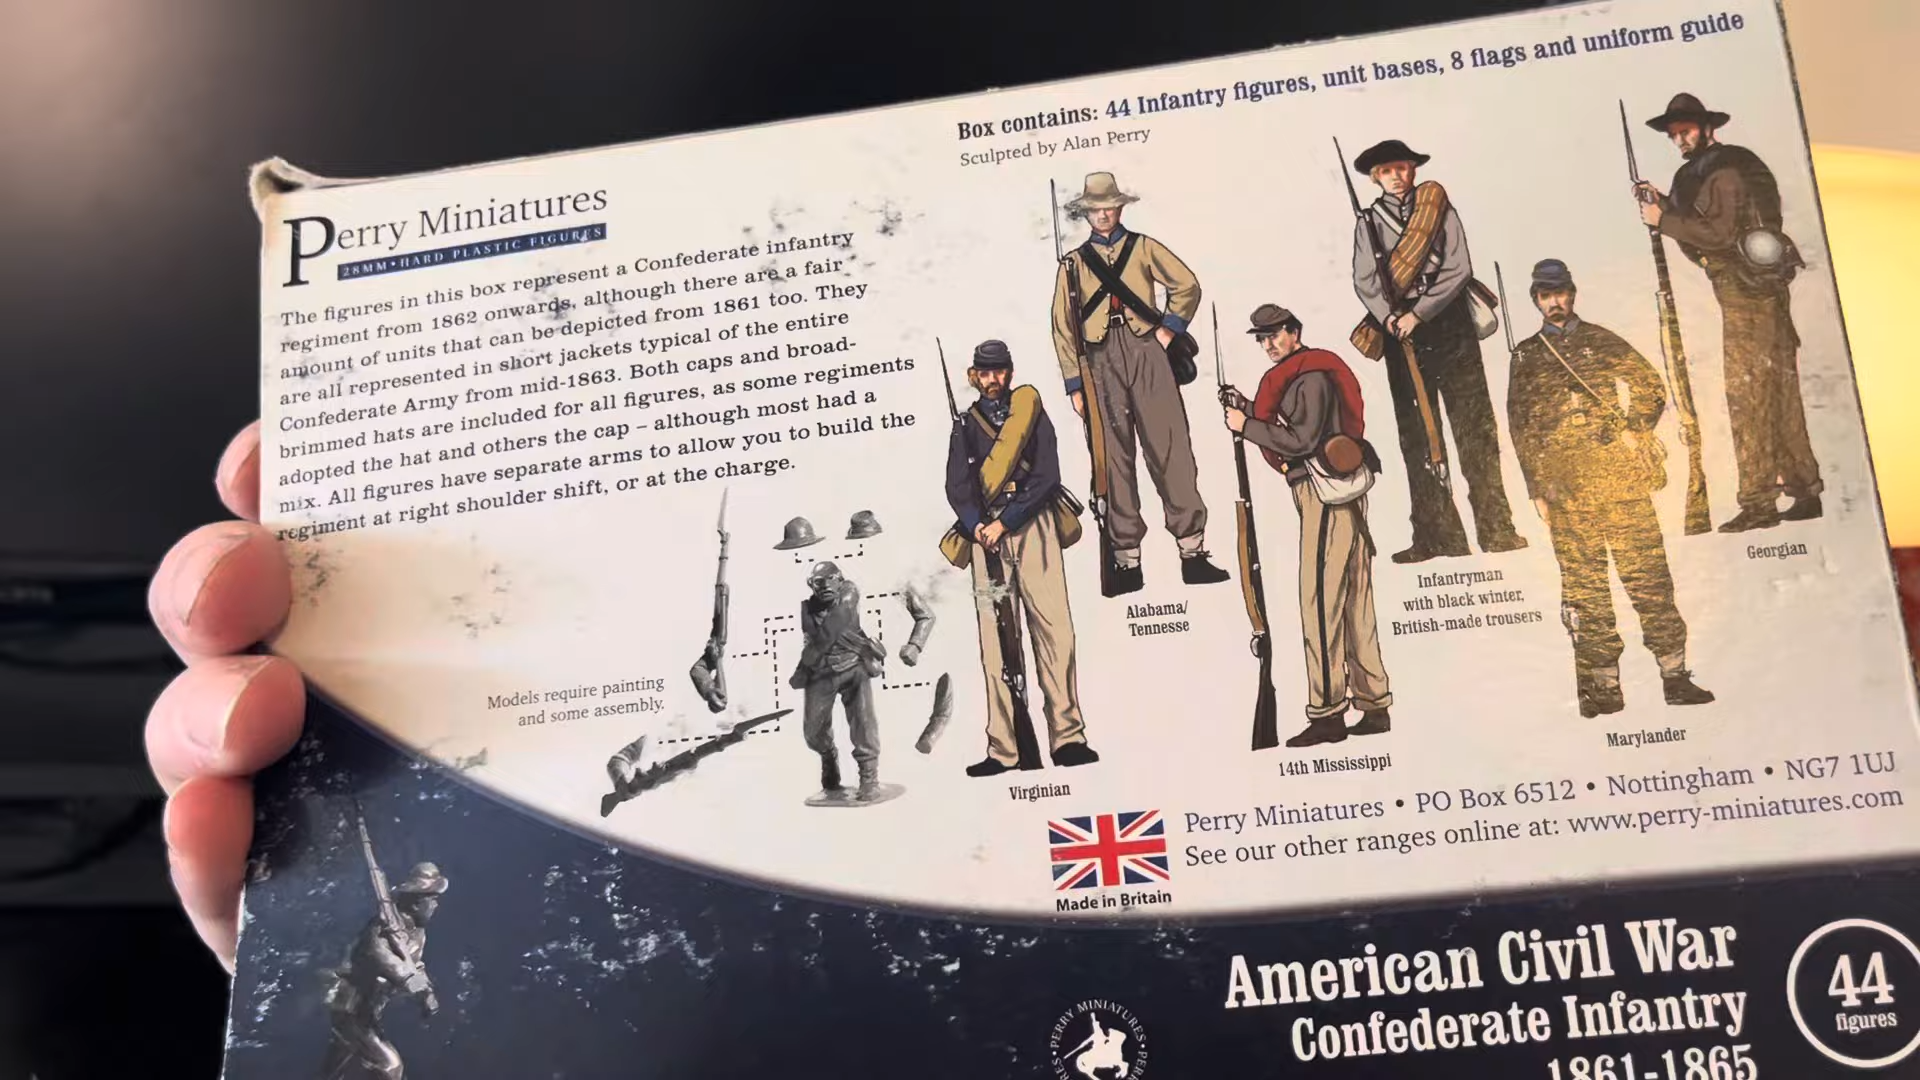 Box contains: 44 Infantry figures, unit bases, 8 flags and uniform guide
Sculpted by Alan Perry
Perry Miniatures
28MM • HARD PLASTIC FIGURES
The figures in this box represent a Confederate infantry
regiment from 1862 onwards, although there are a fair
amount of units that can be depicted from 1861 too. They
are all represented in short jackets typical of the entire
Confederate Army from mid-1863. Both caps and broad-
brimmed hats are included for all figures, as some regiments
adopted the hat and others the cap – although most had a
mix. All figures have separate arms to allow you to build the
regiment at right shoulder shift, or at the charge.
Models require painting
and some assembly.
Virginian
Alabama/
Tennesse
14th Mississippi
Infantryman
with black winter,
British-made trousers
Marylander
Georgian
Made in Britain
Perry Miniatures • PO Box 6512 • Nottingham • NG7 1UJ
See our other ranges online at: www.perry-miniatures.com
American Civil War
Confederate Infantry
1861-1865
44
figures
PERRY MINIATURES •